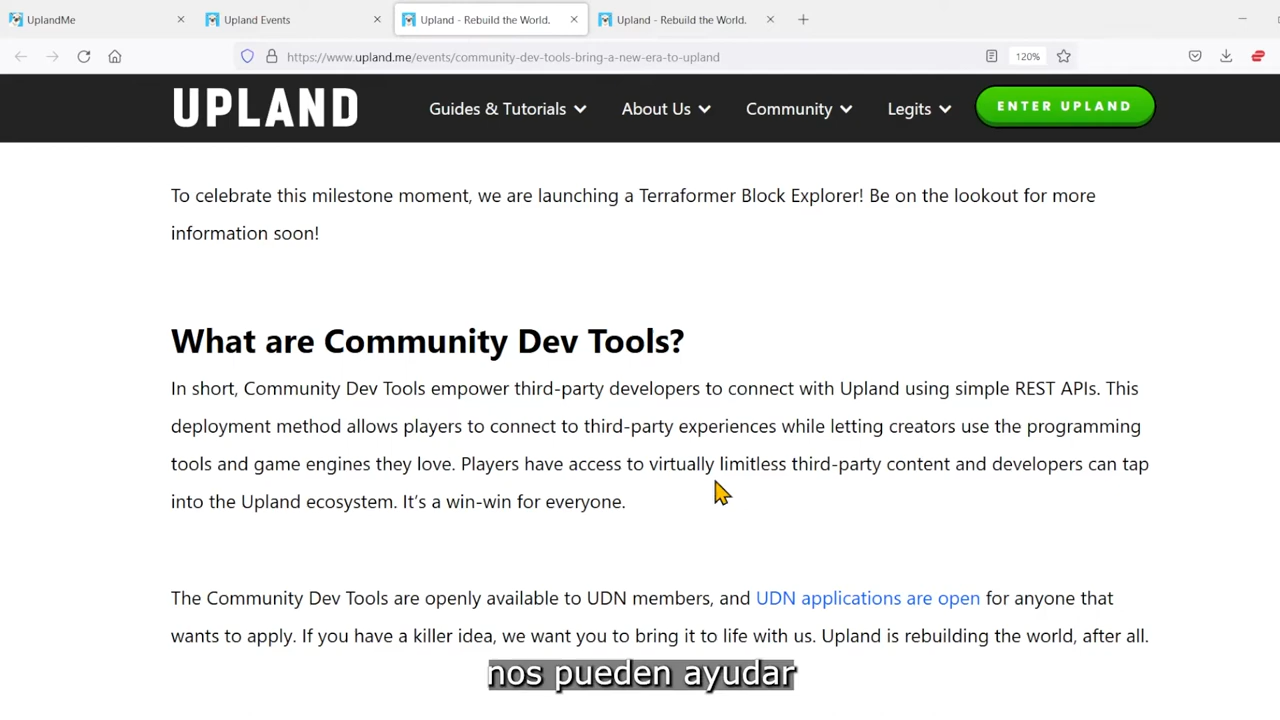 UplandMe
Upland Events
Upland - Rebuild the World.
Upland - Rebuild the World.
https://www.upland.me/events/community-dev-tools-bring-a-new-era-to-upland
120%
UPLAND
Guides & Tutorials
About Us
Community
Legits
ENTER UPLAND
To celebrate this milestone moment, we are launching a Terraformer Block Explorer! Be on the lookout for more
information soon!
What are Community Dev Tools?
In short, Community Dev Tools empower third-party developers to connect with Upland using simple REST APIs. This
deployment method allows players to connect to third-party experiences while letting creators use the programming
tools and game engines they love. Players have access to virtually limitless third-party content and developers can tap
into the Upland ecosystem. It’s a win-win for everyone.
The Community Dev Tools are openly available to UDN members, and UDN applications are open for anyone that
wants to apply. If you have a killer idea, we want you to bring it to life with us. Upland is rebuilding the world, after all.
nos pueden ayudar